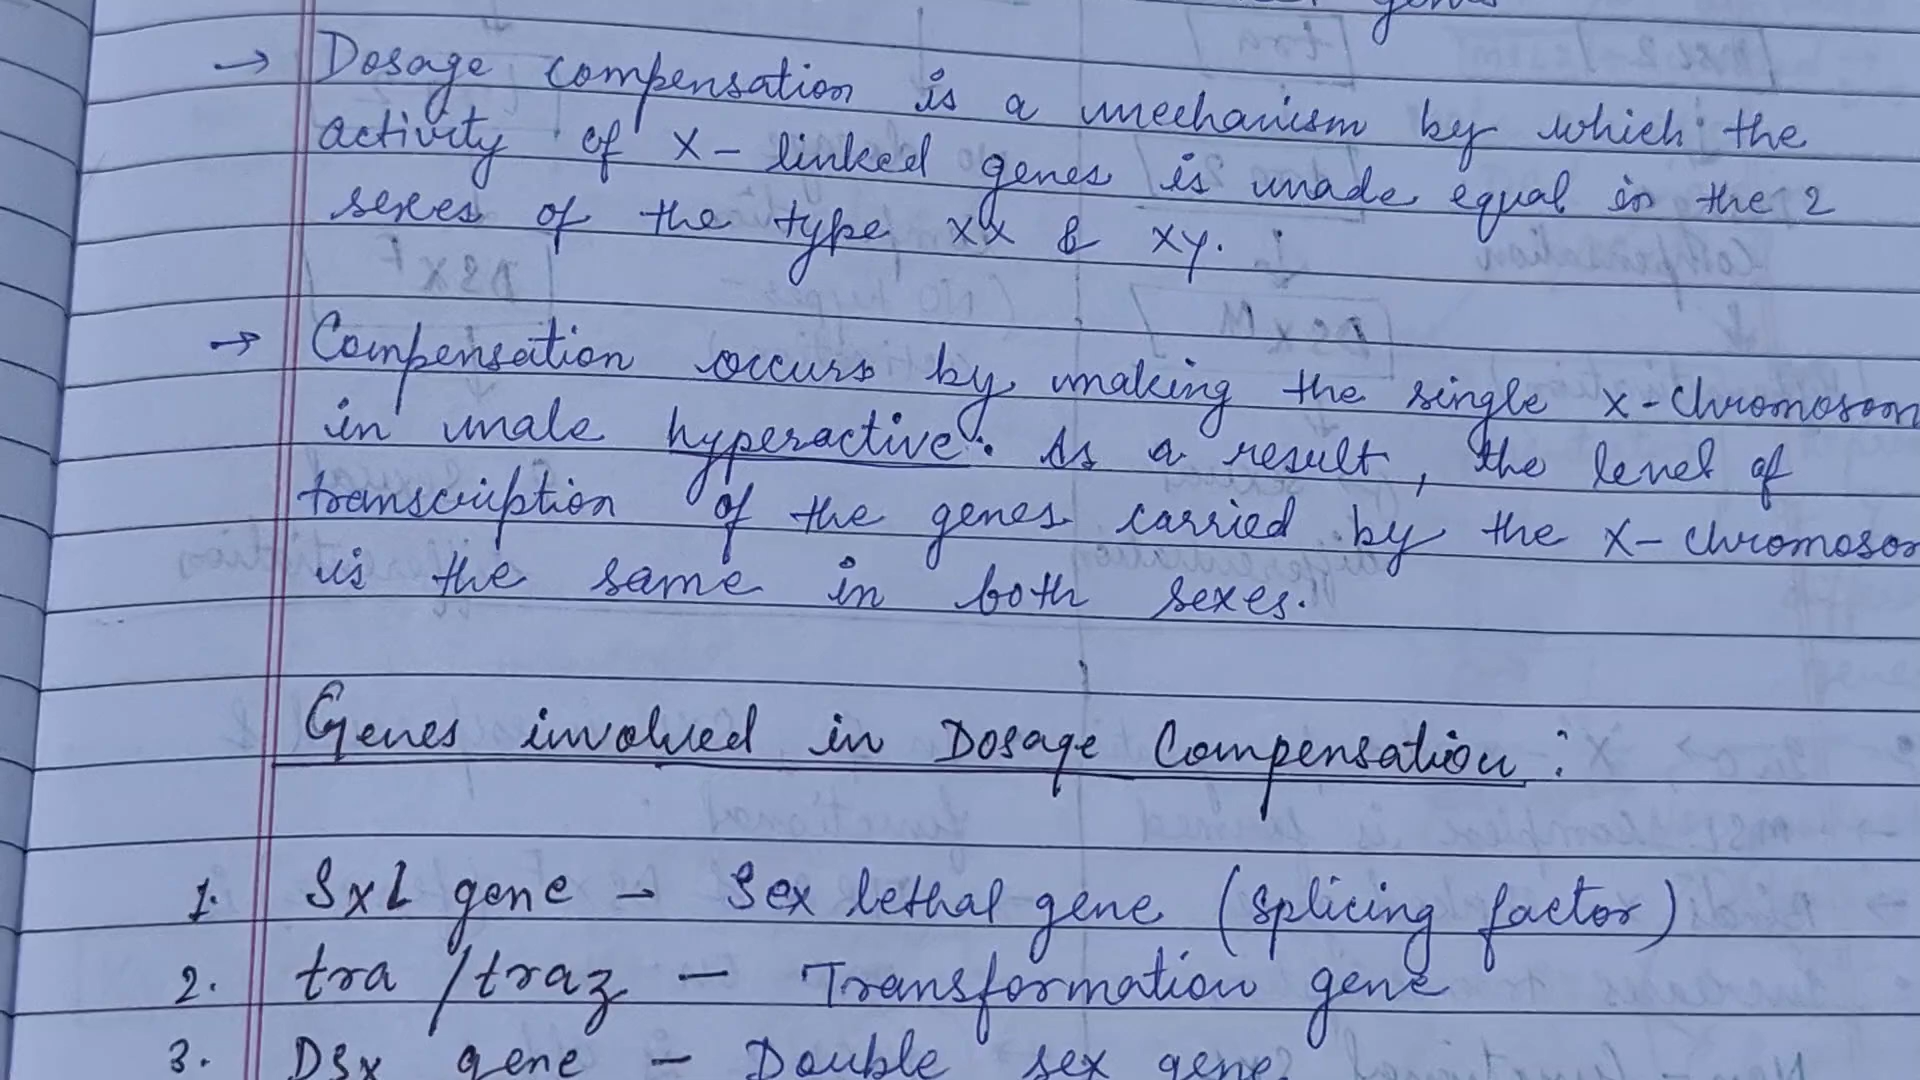 → Dosage compensation is a mechanism by which the
activity of X-linked genes is made equal in the 2
sexes of the type XX & XY.
→ Compensation occurs by making the single X-chromosom
in male hyperactive. As a result, the level of
transcription of the genes carried by the X-chromosom
is the same in both sexes.
Genes involved in Dosage Compensation:
1. SxL gene - Sex lethal gene (splicing factor)
2. tra/traz - Transformation gene
3. DSx gene - Double sex gene